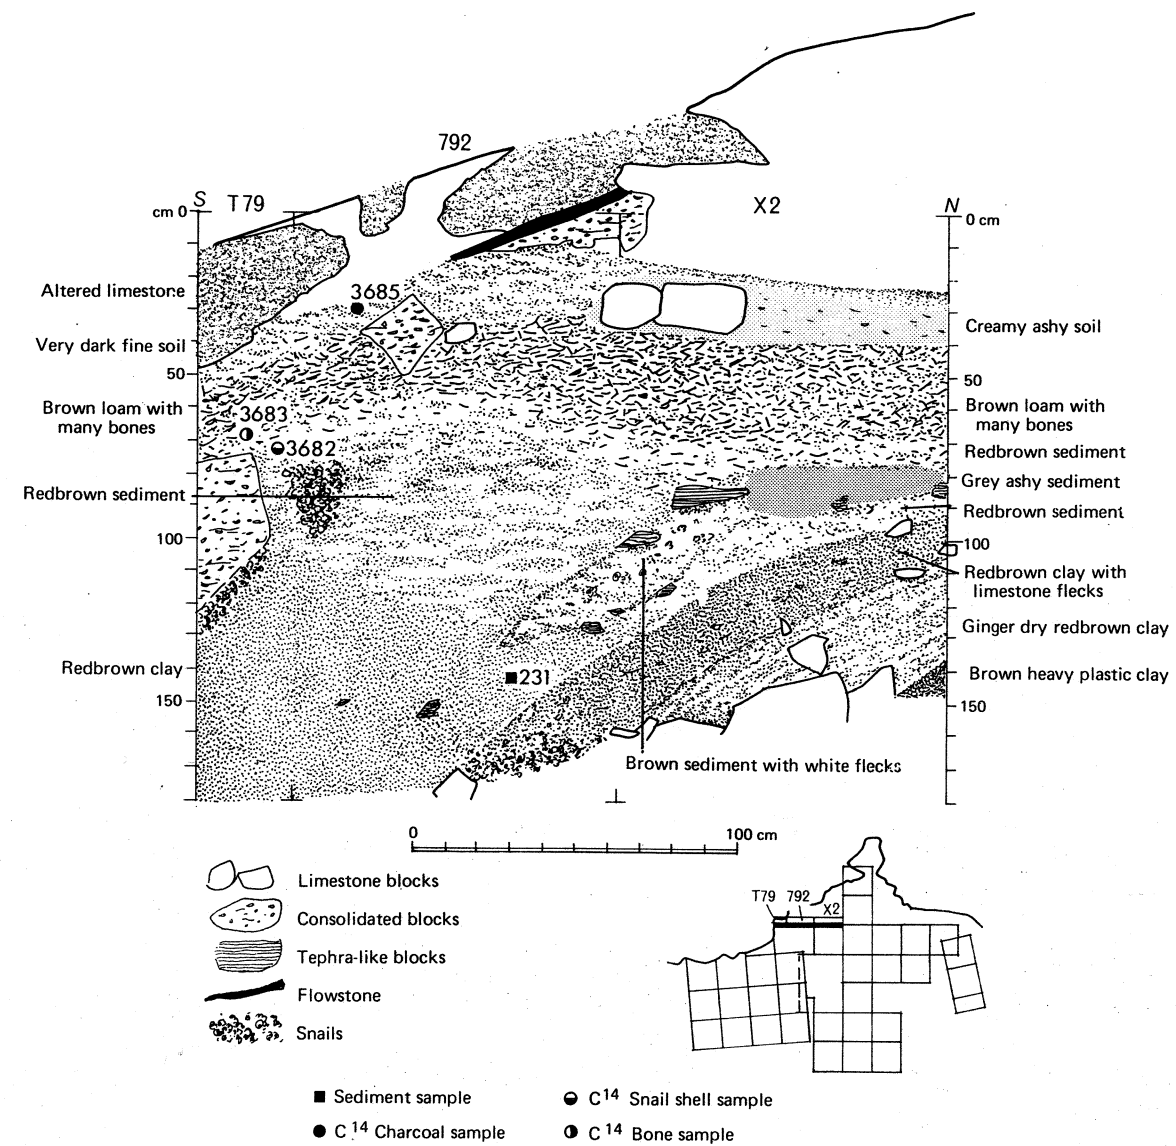 792
S T79 X2 N
cm 0
0 cm
3685
Altered limestone
Creamy ashy soil
Very dark fine soil
50
50
Brown loam with
many bones
Brown loam with
many bones
3683
3682
Redbrown sediment
Grey ashy sediment
Redbrown sediment
Redbrown sediment
100
100
Redbrown clay with
limestone flecks
Ginger dry redbrown clay
Redbrown clay
231
Brown heavy plastic clay
150
150
Brown sediment with white flecks
0 100 cm
Limestone blocks
Consolidated blocks
Tephra-like blocks
Flowstone
Snails
T79 792
X2
Sediment sample
C14 Charcoal sample
C14 Snail shell sample
C14 Bone sample